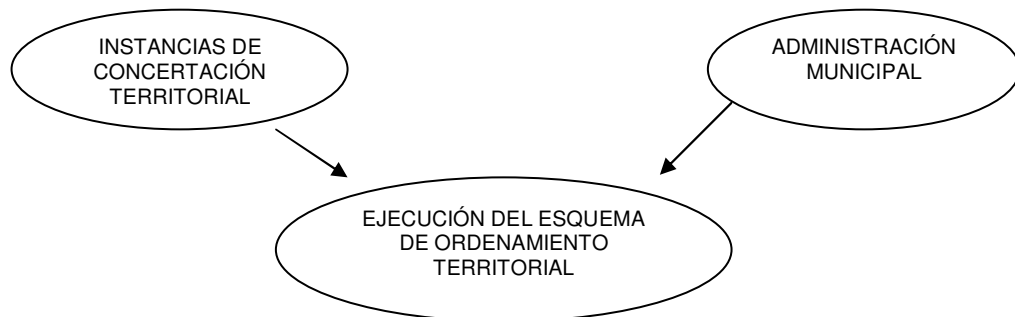 INSTANCIAS DE
CONCERTACIÓN
TERRITORIAL
ADMINISTRACIÓN
MUNICIPAL
EJECUCIÓN DEL ESQUEMA
DE ORDENAMIENTO
TERRITORIAL